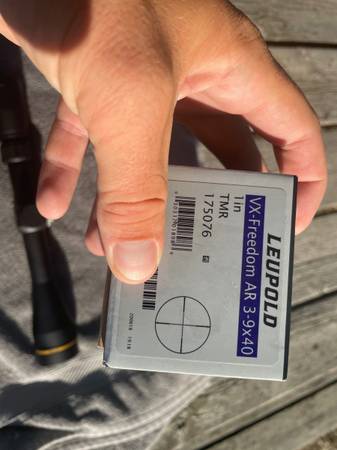 LEUPOLD
VX-Freedom AR 3-9x40
1in
TMR
175076